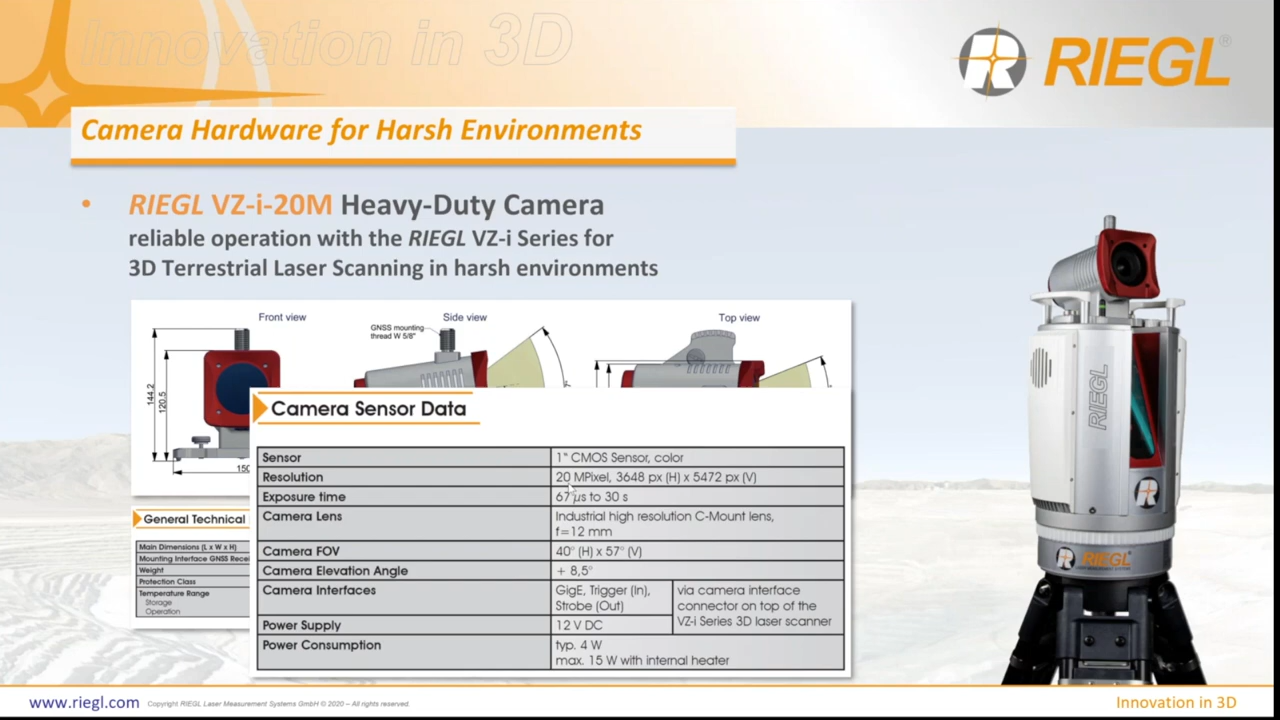 Innovation in 3D
RIEGL®
Camera Hardware for Harsh Environments
• RIEGL VZ-i-20M Heavy-Duty Camera
reliable operation with the RIEGL VZ-i Series for
3D Terrestrial Laser Scanning in harsh environments
Front view
Side view
Top view
GNSS mounting
thread W 5/8"
144.2
120.5
150
Camera Sensor Data
Sensor 1" CMOS Sensor, color
Resolution 20 MPixel, 3648 px (H) x 5472 px (V)
Exposure time 67 µs to 30 s
Camera Lens Industrial high resolution C-Mount lens,
f=12 mm
Camera FOV 40° (H) x 57° (V)
Camera Elevation Angle + 8,5°
Camera Interfaces GigE, Trigger (In),
Strobe (Out)
via camera interface
connector on top of the
VZ-i Series 3D laser scanner
Power Supply 12 V DC
Power Consumption typ. 4 W
max. 15 W with internal heater
General Technical
Main Dimensions (L x W x H)
Mounting Interface GNSS Recei
Weight
Protection Class
Temperature Range
Storage
Operation
RIEGL
RIEGL
www.riegl.com
Copyright RIEGL Laser Measurement Systems GmbH © 2020 – All rights reserved.
Innovation in 3D